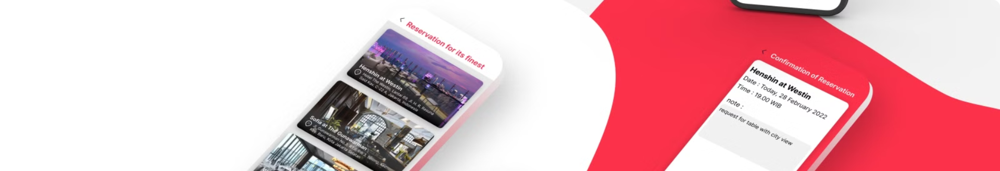 Reservation for its finest
Henshin at Westin
Hotel The Westin, Lantai 69, Jl. H. R. Rasuna
Said Kav. C-22 A, Jakarta, Indonesia
Sofia at The Gunawarman
Jl. Gunawarman No.3, RT.6/RW.3, Selong, Kec.
Key. Baru, Kota Jakarta Selatan
Confirmation of Reservation
Henshin at Westin
Date : Today, 28 February 2022
Time : 19.00 WIB
note :
request for table with city view